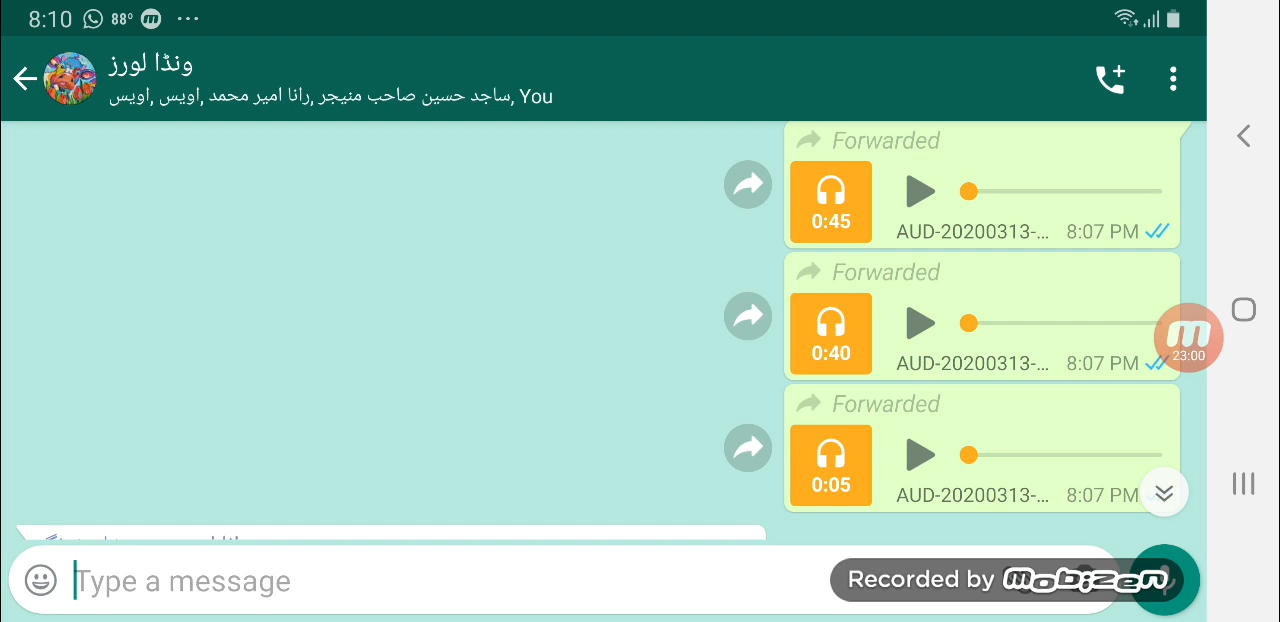 8:10 88° m ...
ونڈا لورز
ساجد حسین صاحب منیجر, رانا امیر محمد, اویس, اویس, You
Forwarded
0:45
AUD-20200313-... 8:07 PM
Forwarded
0:40
AUD-20200313-... 8:07 PM
m
23:00
Forwarded
0:05
AUD-20200313-... 8:07 PM
Type a message
Recorded by mobizen